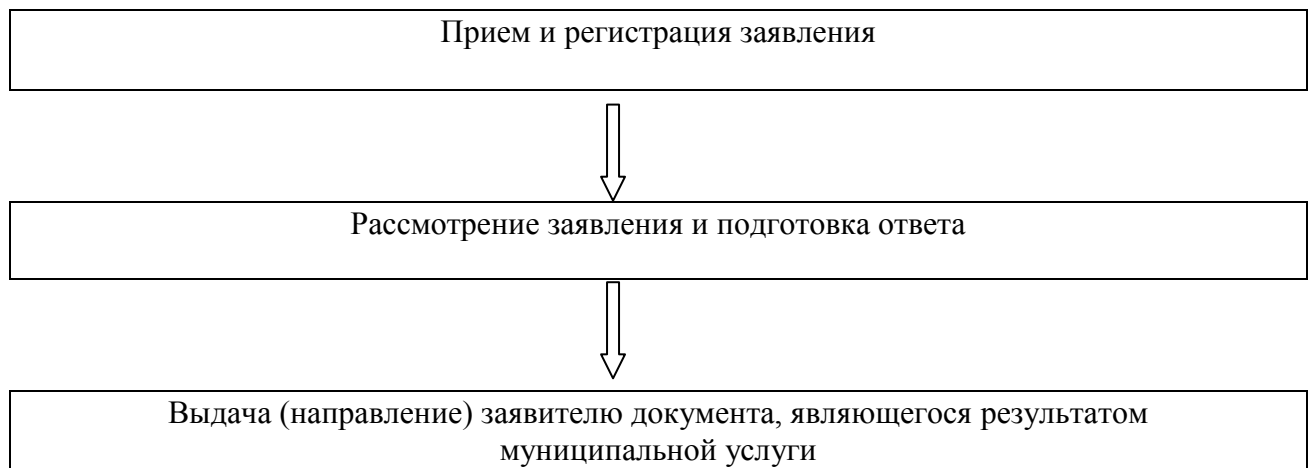 Прием и регистрация заявления
Рассмотрение заявления и подготовка ответа
Выдача (направление) заявителю документа, являющегося результатом
муниципальной услуги